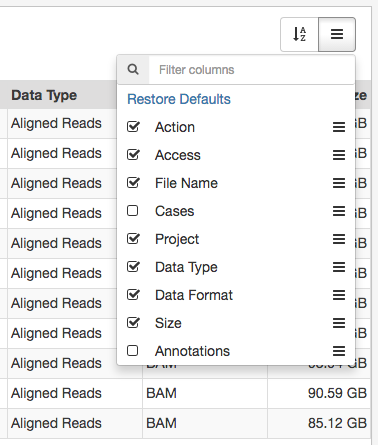 A Z
Filter columns
Data Type ze
Restore Defaults
Aligned Reads GB
Action
Aligned Reads GB
Access
Aligned Reads GB
File Name
Aligned Reads GB
Cases
Aligned Reads GB
Project
Aligned Reads GB
Data Type
Aligned Reads GB
Data Format
Aligned Reads GB
Size
Aligned Reads GB
Annotations
Aligned Reads BAM 90.59 GB
Aligned Reads BAM 85.12 GB